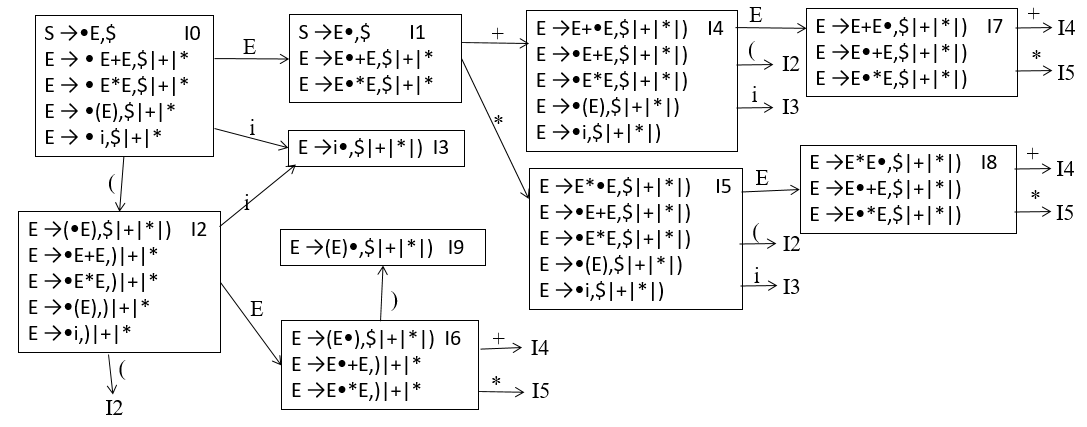 S →•E,$ I0
E → • E+E,$|+|*
E → • E*E,$|+|*
E → •(E),$|+|*
E → • i,$|+|*
E
S →E•,$ I1
E →E•+E,$|+|*
E →E•*E,$|+|*
+
*
E →E+•E,$|+|*|) I4
E →•E+E,$|+|*|)
E →•E*E,$|+|*|)
E →•(E),$|+|*|)
E →•i,$|+|*|)
E
( I2
i I3
E →E+E•,$|+|*|) I7
E →E•+E,$|+|*|)
E →E•*E,$|+|*|)
+ I4
* I5
i
E →i•,$|+|*|) I3
(
i
E →(•E),$|+|*|) I2
E →•E+E,)|+|*
E →•E*E,)|+|*
E →•(E),)|+|*
E →•i,)|+|*
E
(
I2
E →(E)•,$|+|*|) I9
)
E →(E•),$|+|*|) I6
E →E•+E,)|+|*
E →E•*E,)|+|*
+ I4
* I5
E →E*•E,$|+|*|) I5
E →•E+E,$|+|*|)
E →•E*E,$|+|*|)
E →•(E),$|+|*|)
E →•i,$|+|*|)
E
( I2
i I3
E →E*E•,$|+|*|) I8
E →E•+E,$|+|*|)
E →E•*E,$|+|*|)
+ I4
* I5